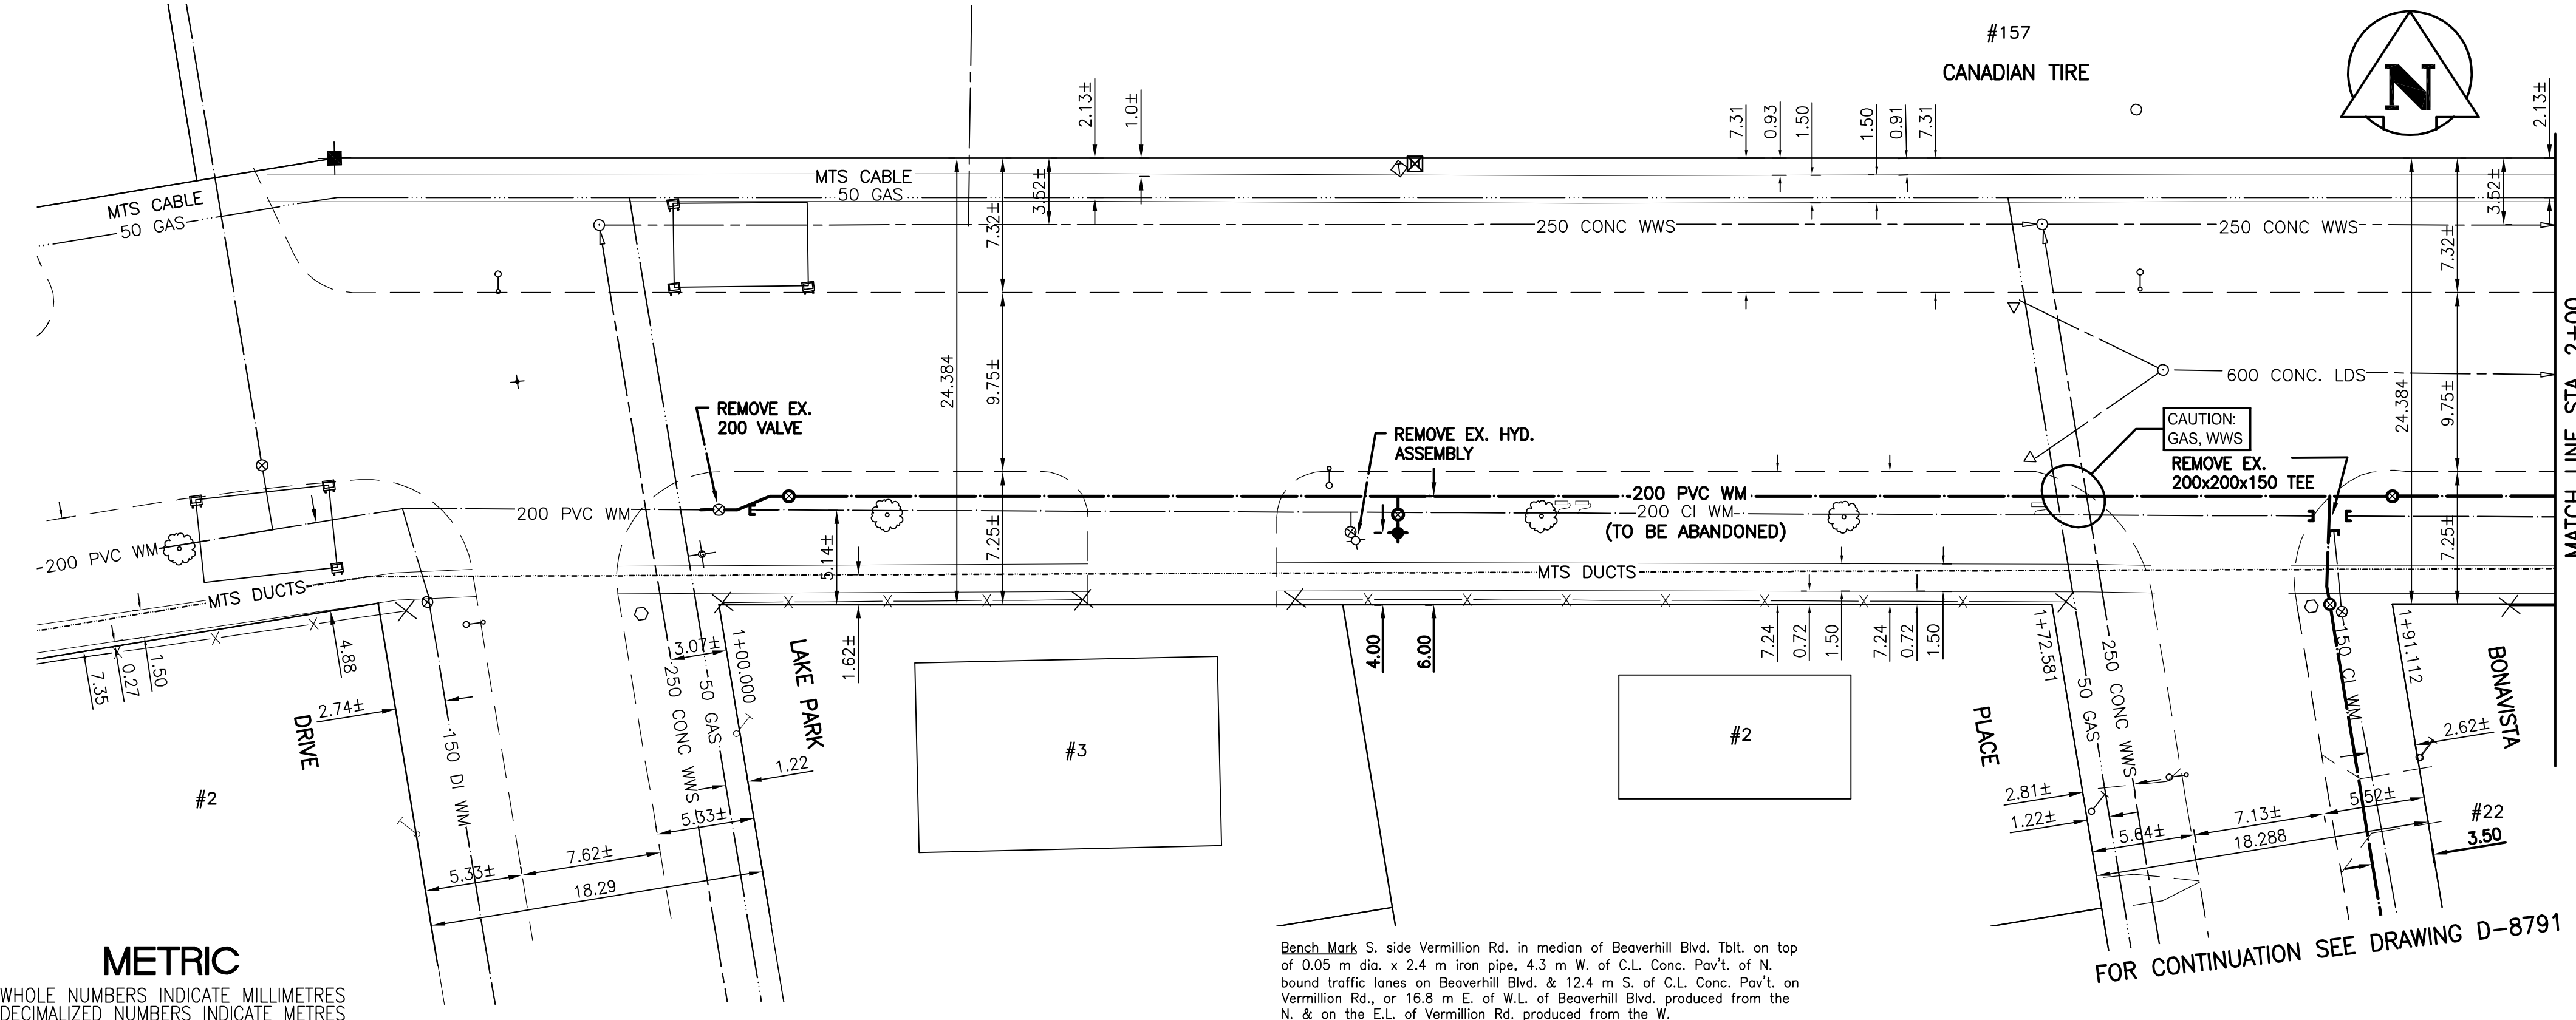 #157
CANADIAN TIRE
N
2.13±
1.0±
7.31
0.93
1.50
1.50
0.91
7.31
2.13±
MTS CABLE
50 GAS
MTS CABLE
50 GAS
3.52±
7.32±
250 CONC WWS
250 CONC WWS
3.52±
7.32±
24.384
9.75±
600 CONC. LDS
24.384
9.75±
MATCH LINE STA. 2+00
REMOVE EX.
200 VALVE
REMOVE EX. HYD.
ASSEMBLY
CAUTION:
GAS, WWS
REMOVE EX.
200x200x150 TEE
200 PVC WM
200 PVC WM
200 CI WM
(TO BE ABANDONED)
200 PVC WM
5.14±
7.25±
7.25±
MTS DUCTS
MTS DUCTS
7.35
0.27
1.50
4.88
2.74±
DRIVE
150 DI WM
#2
3.07±
250 CONC WWS
50 GAS
1+00.000
LAKE PARK
1.62±
1.22
5.33±
7.62±
5.33±
18.29
#3
4.00
6.00
7.24
0.72
1.50
7.24
0.72
1.50
#2
PLACE
1+72.581
50 GAS
250 CONC WWS
150 CI WM
1+91.112
BONAVISTA
2.62±
2.81±
1.22±
5.64±
7.13±
5.52±
18.288
#22
3.50
METRIC
WHOLE NUMBERS INDICATE MILLIMETRES
DECIMALIZED NUMBERS INDICATE METRES
Bench Mark S. side Vermillion Rd. in median of Beaverhill Blvd. Tblt. on top
of 0.05 m dia. x 2.4 m iron pipe, 4.3 m W. of C.L. Conc. Pav't. of N.
bound traffic lanes on Beaverhill Blvd. & 12.4 m S. of C.L. Conc. Pav't. on
Vermillion Rd., or 16.8 m E. of W.L. of Beaverhill Blvd. produced from the
N. & on the E.L. of Vermillion Rd. produced from the W.
FOR CONTINUATION SEE DRAWING D-8791